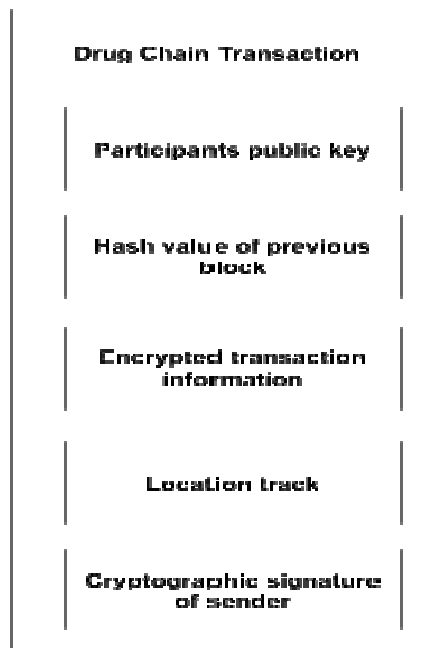 Drug Chain Transaction
Participants public key
Hash value of previous
block
Encrypted transaction
information
Location track
Cryptographic signature
of sender